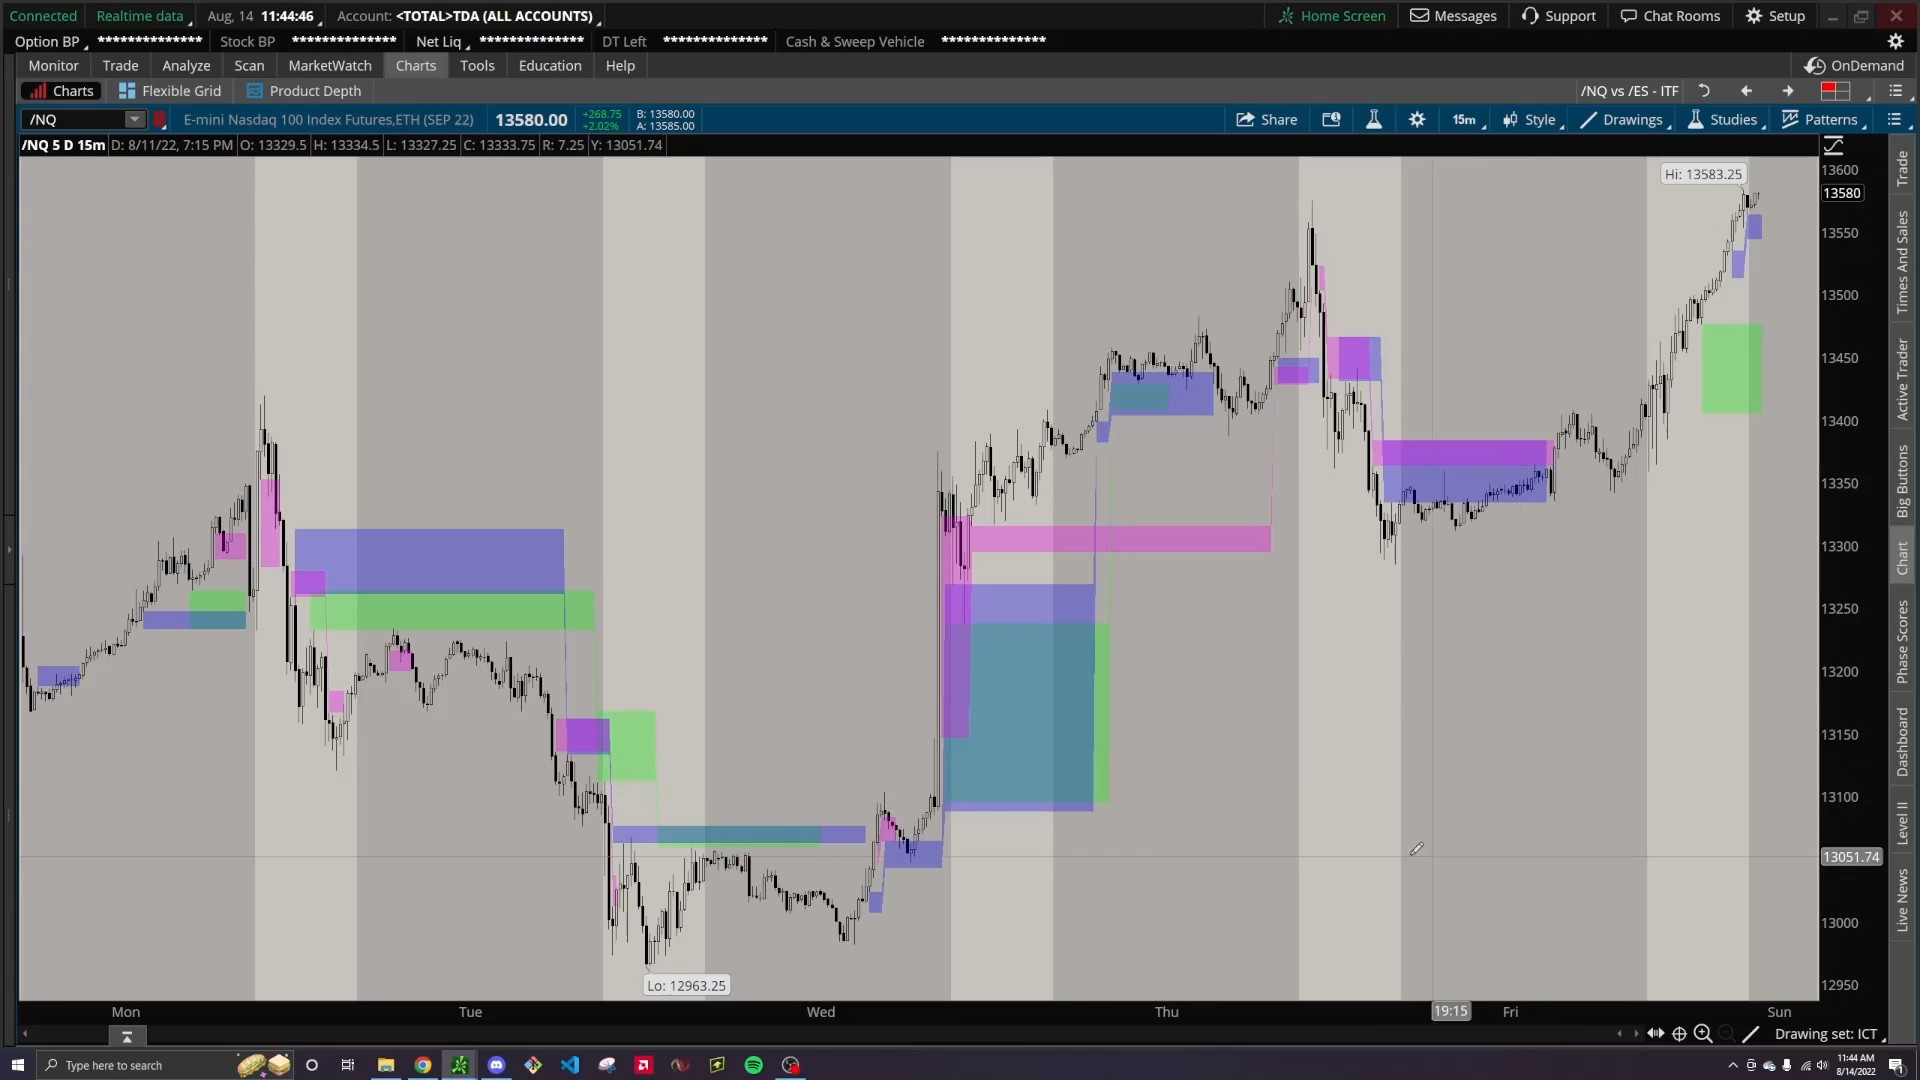 Connected Realtime data Aug, 14 11:44:46 Account: <TOTAL>TDA (ALL ACCOUNTS) Home Screen Messages Support Chat Rooms Setup
Option BP ************** Stock BP ************** Net Liq ************** DT Left ************** Cash & Sweep Vehicle **************
Monitor Trade Analyze Scan MarketWatch Charts Tools Education Help OnDemand
Charts Flexible Grid Product Depth /NQ vs /ES - ITF
/NQ E-mini Nasdaq 100 Index Futures,ETH (SEP 22) 13580.00 +268.75 +2.02% B: 13580.00 A: 13585.00 Share 15m Style Drawings Studies Patterns
/NQ 5 D 15m D: 8/11/22, 7:15 PM O: 13329.5 H: 13334.5 L: 13327.25 C: 13333.75 R: 7.25 Y: 13051.74
Hi: 13583.25
Lo: 12963.25
13600
13580
13550
13500
13450
13400
13350
13300
13250
13200
13150
13100
13051.74
13000
12950
Trade
Times And Sales
Active Trader
Big Buttons
Chart
Phase Scores
Dashboard
Level II
Live News
Mon Tue Wed Thu 19:15 Fri Sun
Drawing set: ICT
Type here to search
11:44 AM
8/14/2022